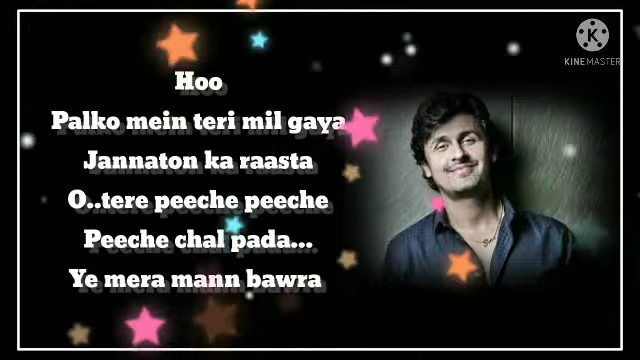 Hoo
Palko mein teri mil gaya
Jannaton ka raasta
O..tere peeche peeche
Peeche chal pada...
Ye mera mann bawra
K
KINEMASTER